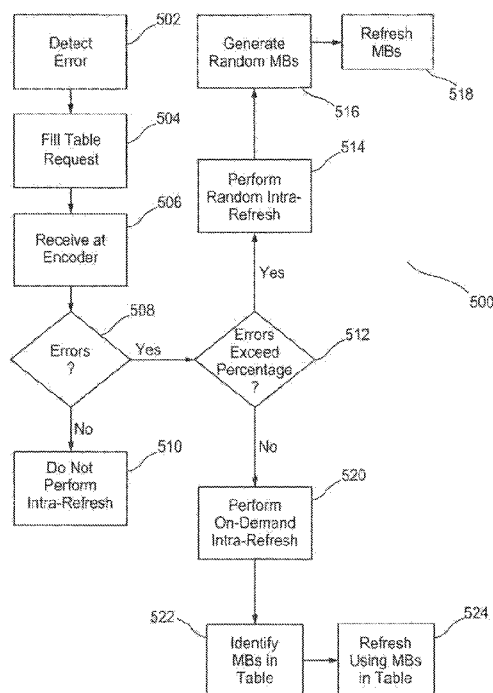 Detect
Error
502
Fill Table
Request
504
Receive at
Encoder
506
Errors
?
508
Yes
No
Do Not
Perform
Intra-Refresh
510
Errors
Exceed
Percentage
?
512
Yes
Perform
Random Intra-
Refresh
514
Generate
Random MBs
516
Refresh
MBs
518
500
No
Perform
On-Demand
Intra-Refresh
520
522
Identify
MBs in
Table
Refresh
Using MBs
in Table
524